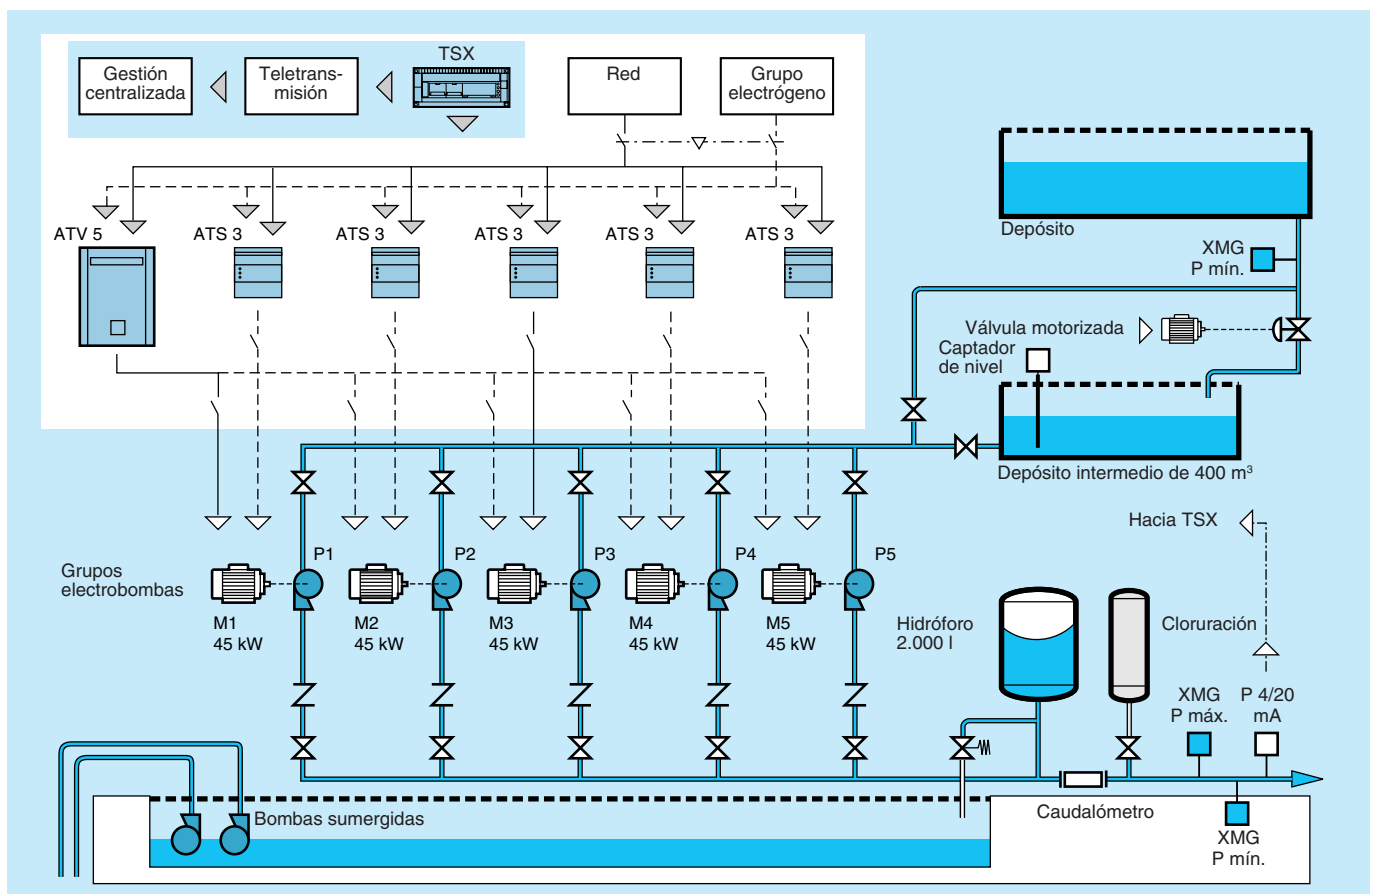 TSX
Gestión
centralizada
Teletrans-
misión
Red
Grupo
electrógeno
ATV 5
ATS 3
ATS 3
ATS 3
ATS 3
ATS 3
Depósito
XMG
P mín.
Válvula motorizada
Captador
de nivel
Depósito intermedio de 400 m³
Hacia TSX
Grupos
electrobombas
P1
P2
P3
P4
P5
M1
45 kW
M2
45 kW
M3
45 kW
M4
45 kW
M5
45 kW
Hidróforo
2.000 l
Cloruración
XMG
P máx.
P 4/20
mA
Bombas sumergidas
Caudalómetro
XMG
P mín.